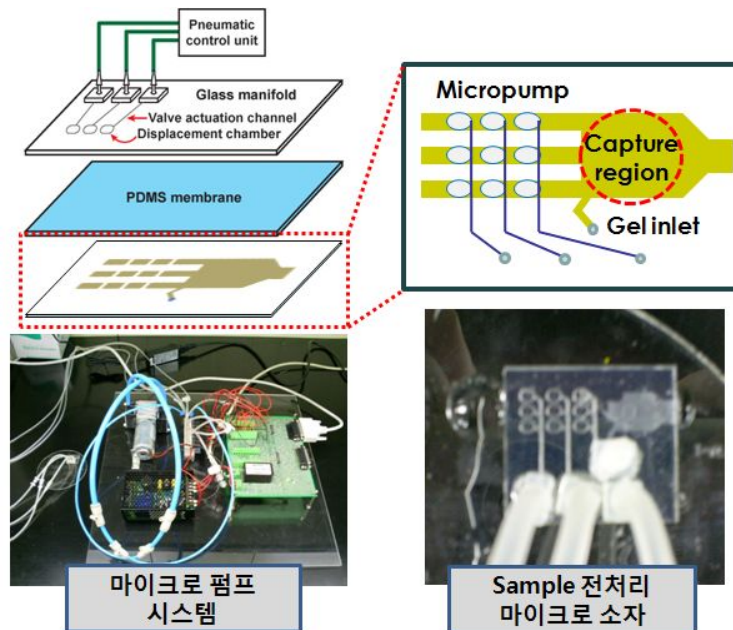 Pneumatic
control unit
Glass manifold
Valve actuation channel
Displacement chamber
PDMS membrane
Micropump
Capture
region
Gel inlet
마이크로 펌프
시스템
Sample 전처리
마이크로 소자